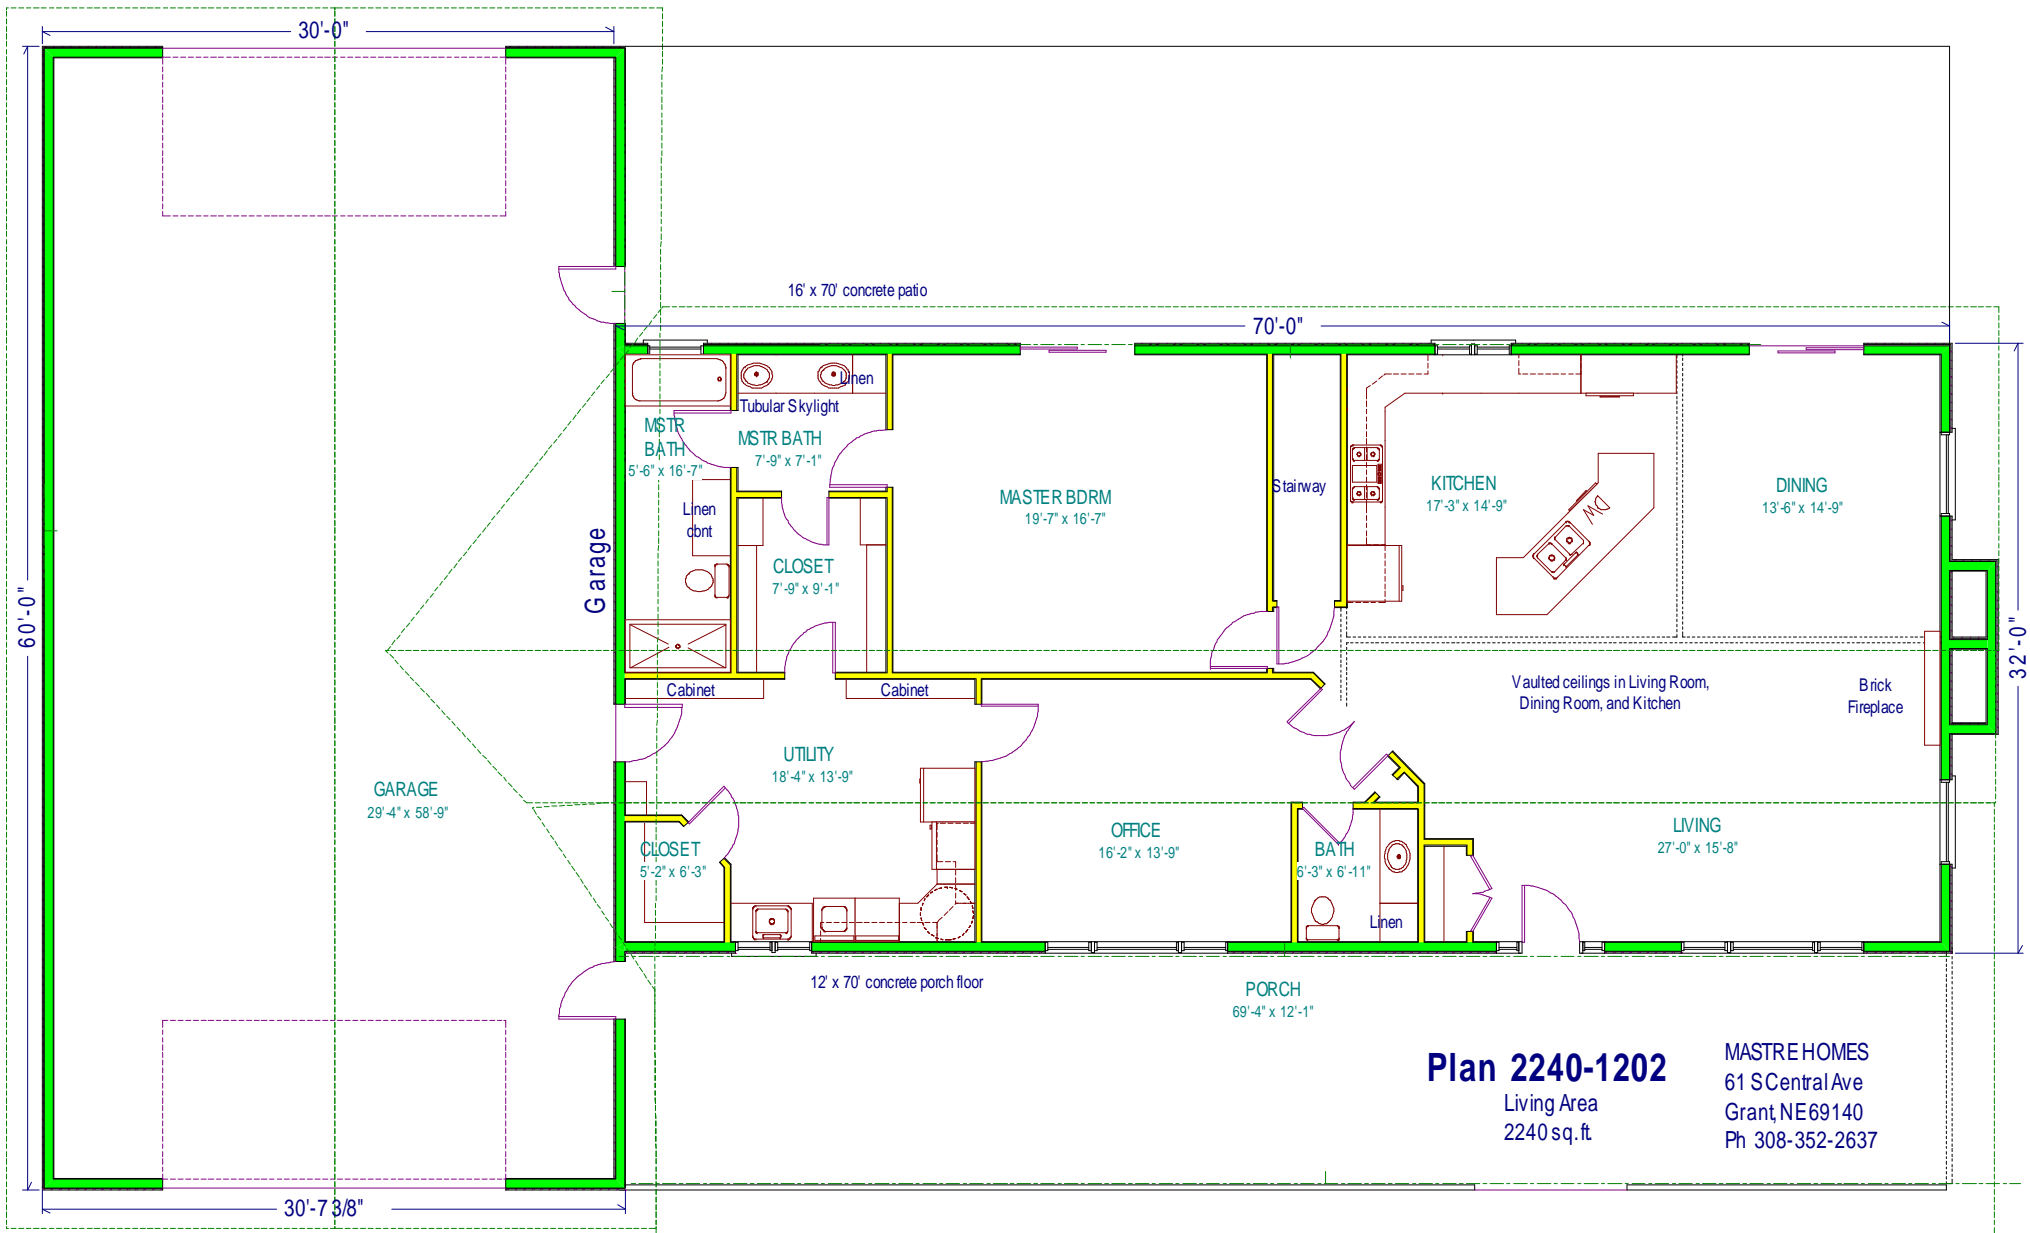 30'-0"
16' x 70' concrete patio
70'-0"
Linen
Tubular Skylight
MSTR
BATH
5'-6" x 16'-7"
MSTR BATH
7'-9" x 7'-1"
Linen
cbnt
Garage
CLOSET
7'-9" x 9'-1"
MASTER BDRM
19'-7" x 16'-7"
Stairway
KITCHEN
17'-3" x 14'-9"
DW
DINING
13'-6" x 14'-9"
60'-0"
32'-0"
Cabinet
Cabinet
Vaulted ceilings in Living Room,
Dining Room, and Kitchen
Brick
Fireplace
UTILITY
18'-4" x 13'-9"
GARAGE
29'-4" x 58'-9"
CLOSET
5'-2" x 6'-3"
OFFICE
16'-2" x 13'-9"
BATH
6'-3" x 6'-11"
Linen
LIVING
27'-0" x 15'-8"
12' x 70' concrete porch floor
PORCH
69'-4" x 12'-1"
Plan 2240-1202
Living Area
2240 sq.ft.
MASTRE HOMES
61 S Central Ave
Grant, NE 69140
Ph 308-352-2637
30'-7 3/8"